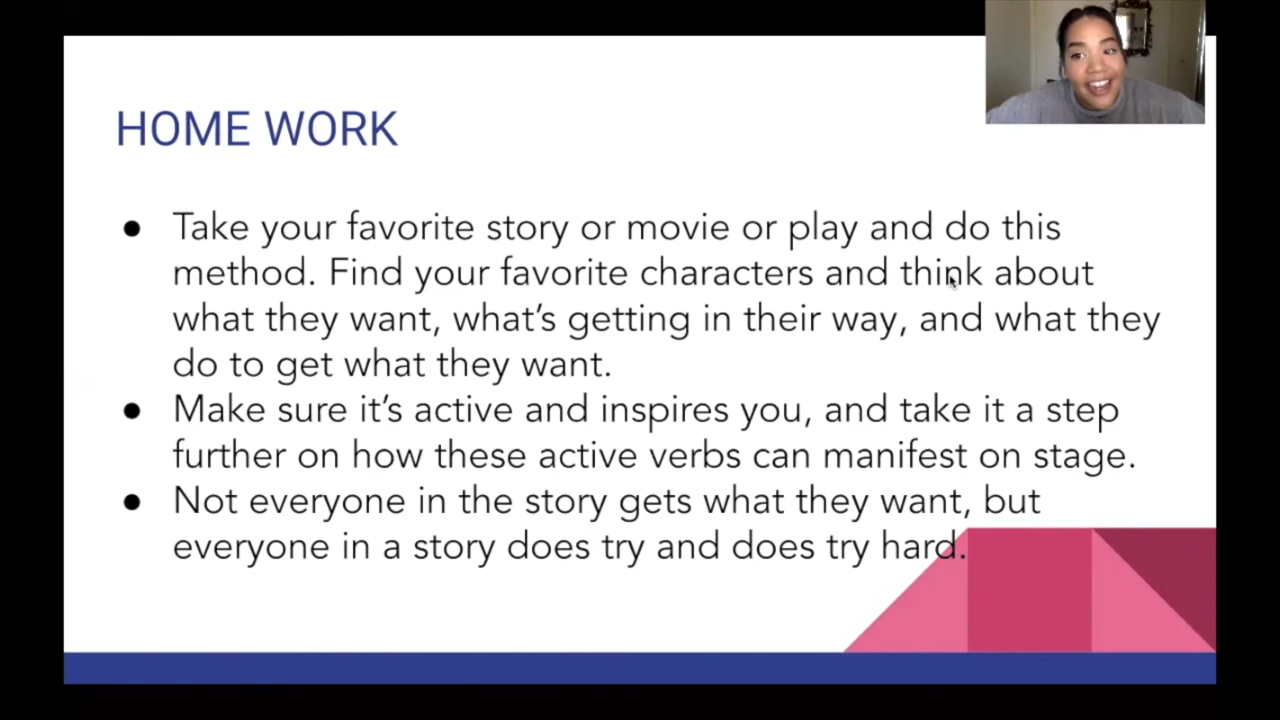 HOME WORK
● Take your favorite story or movie or play and do this
method. Find your favorite characters and think about
what they want, what's getting in their way, and what they
do to get what they want.
● Make sure it's active and inspires you, and take it a step
further on how these active verbs can manifest on stage.
● Not everyone in the story gets what they want, but
everyone in a story does try and does try hard.